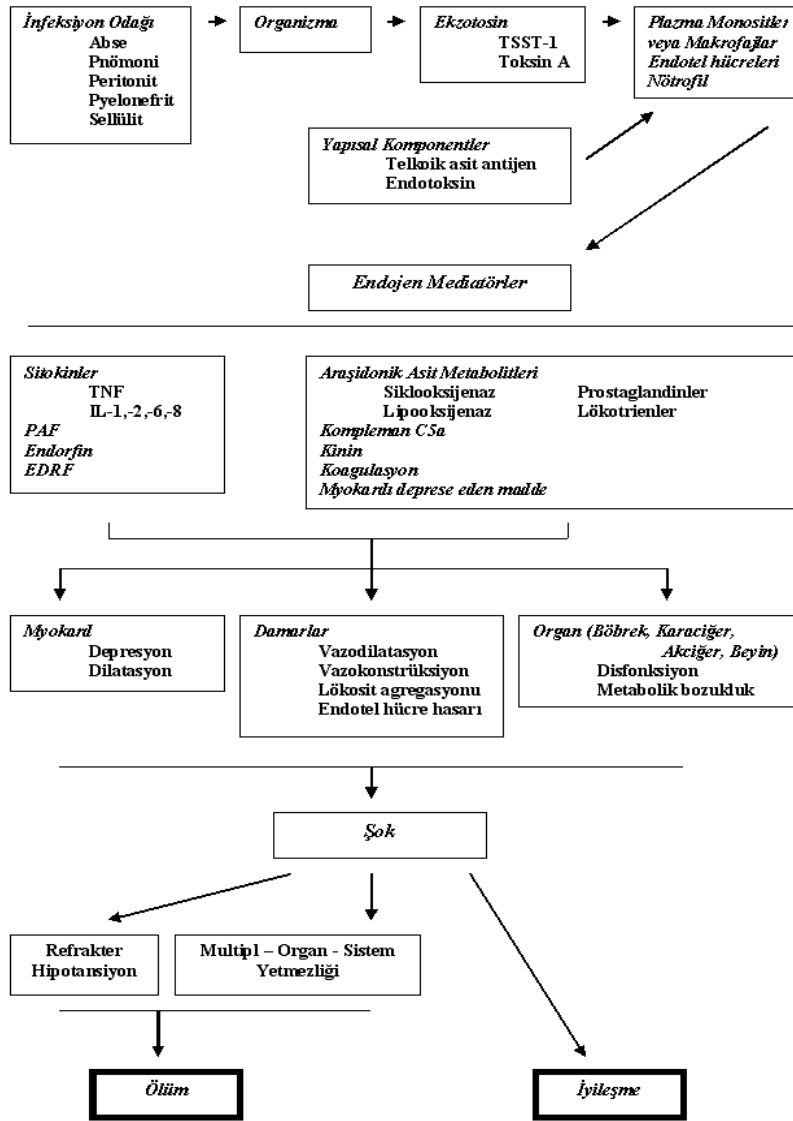 İnfeksiyon Odağı
Abse
Pnömoni
Peritonit
Pyelonefrit
Sellülit
Organizma
Ekzotosin
TSST-1
Toksin A
Plazma Monositler
veya Makrofajlar
Endotel hücreleri
Nötrofil
Yapısal Komponentler
Telkoik asit antijen
Endotoksin
Endojen Mediatörler
Sitokinler
TNF
IL-1,-2,-6,-8
PAF
Endorfin
EDRF
Araşidonik Asit Metabolitleri
Siklooksijenaz Prostaglandinler
Lipooksijenaz Lökotrienler
Kompleman C5a
Kinin
Koagulasyon
Myokardı deprese eden madde
Myokard
Depresyon
Dilatasyon
Damarlar
Vazodilatasyon
Vazokonstrüksiyon
Lökosit agregasyonu
Endotel hücre hasarı
Organ (Böbrek, Karaciğer,
Akciğer, Beyin)
Disfonksiyon
Metabolik bozukluk
Şok
Refrakter
Hipotansiyon
Multipl – Organ - Sistem
Yetmezliği
Ölüm
İyileşme